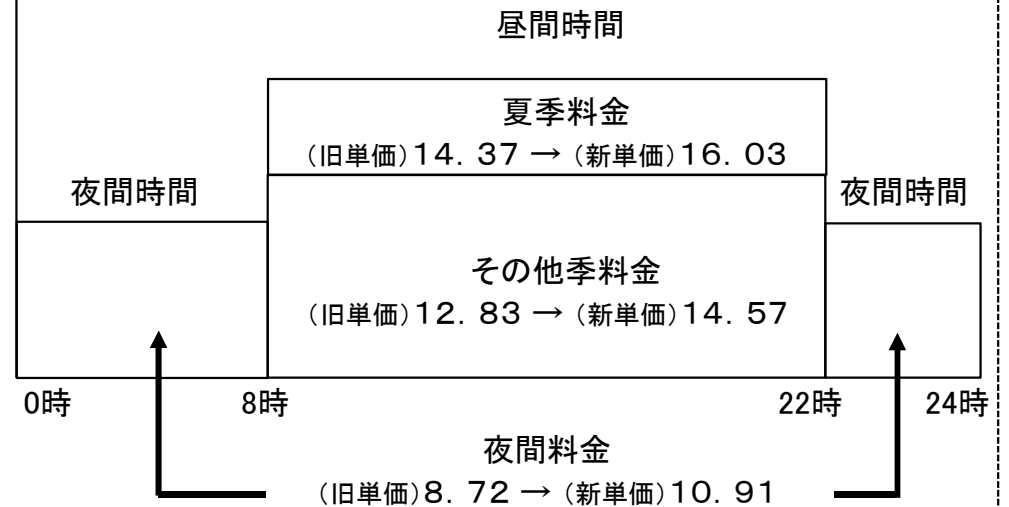 昼間時間
夏季料金
（旧単価）１４．３７ → （新単価）１６．０３
夜間時間
夜間時間
その他季料金
（旧単価）１２．８３ → （新単価）１４．５７
0時
8時
22時
24時
夜間料金
（旧単価）８．７２ → （新単価）１０．９１